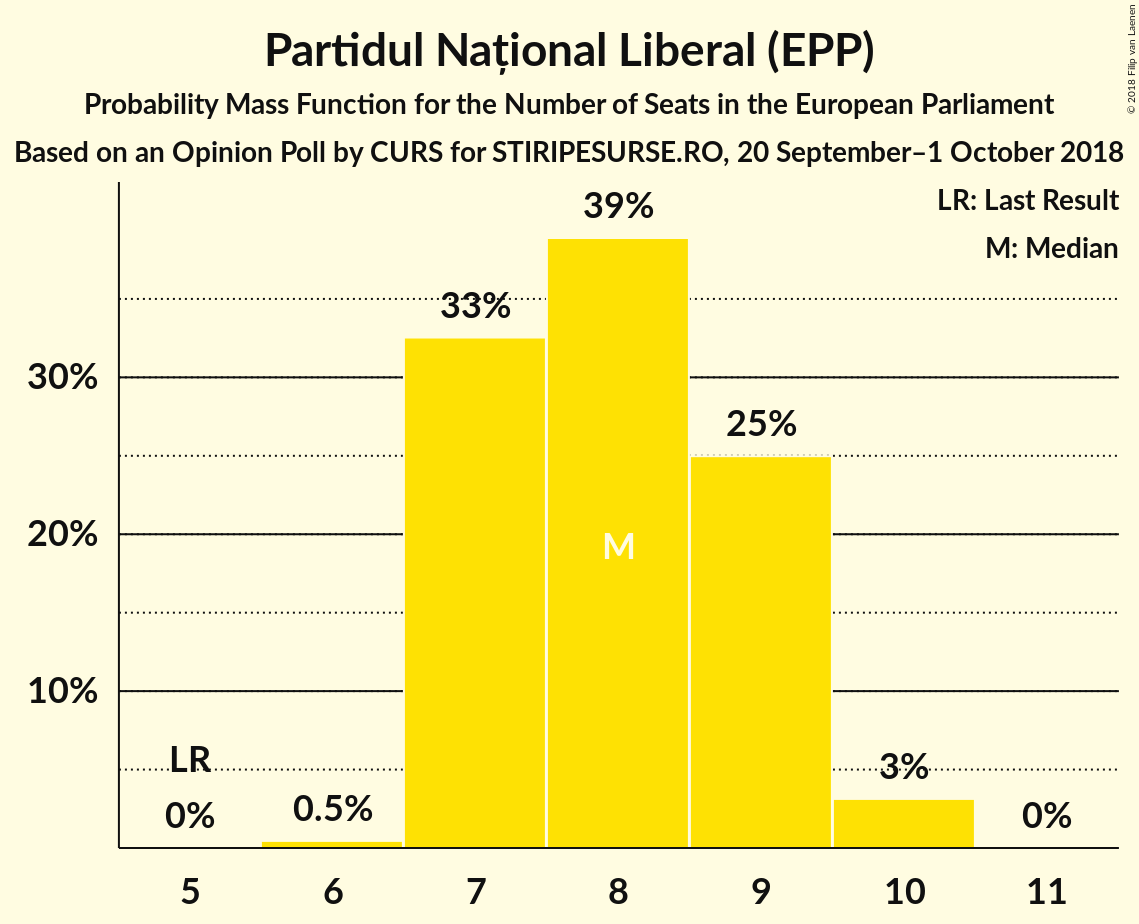 Partidul Național Liberal (EPP)
Probability Mass Function for the Number of Seats in the European Parliament
Based on an Opinion Poll by CURS for STIRIPESURSE.RO, 20 September–1 October 2018
© 2018 Filip van Laenen
LR: Last Result
M: Median
39%
33%
30%
25%
20%
M
10%
LR
3%
0%
0.5%
0%
5 6 7 8 9 10 11